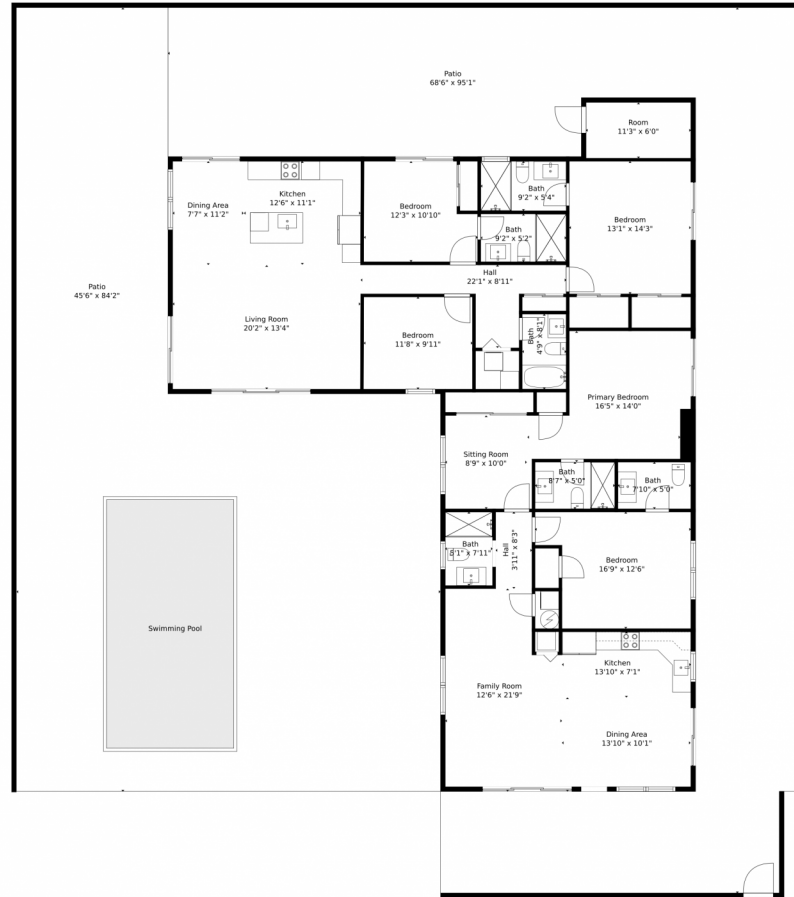 Patio
68'6" x 95'1"
Room
11'3" x 6'0"
Dining Area
7'7" x 11'2"
Kitchen
12'6" x 11'1"
Bedroom
12'3" x 10'10"
Bath
9'2" x 5'4"
Bath
9'2" x 5'2"
Bedroom
13'1" x 14'3"
Hall
22'1" x 8'11"
Patio
45'6" x 84'2"
Living Room
20'2" x 13'4"
Bedroom
11'8" x 9'11"
Bath
4'9" x 8'1"
Primary Bedroom
16'5" x 14'0"
Sitting Room
8'9" x 10'0"
Bath
8'7" x 5'0"
Bath
7'10" x 5'0"
Bath
5'1" x 7'11"
Hall
3'11" x 8'3"
Bedroom
16'9" x 12'6"
Swimming Pool
Kitchen
13'10" x 7'1"
Family Room
12'6" x 21'9"
Dining Area
13'10" x 10'1"